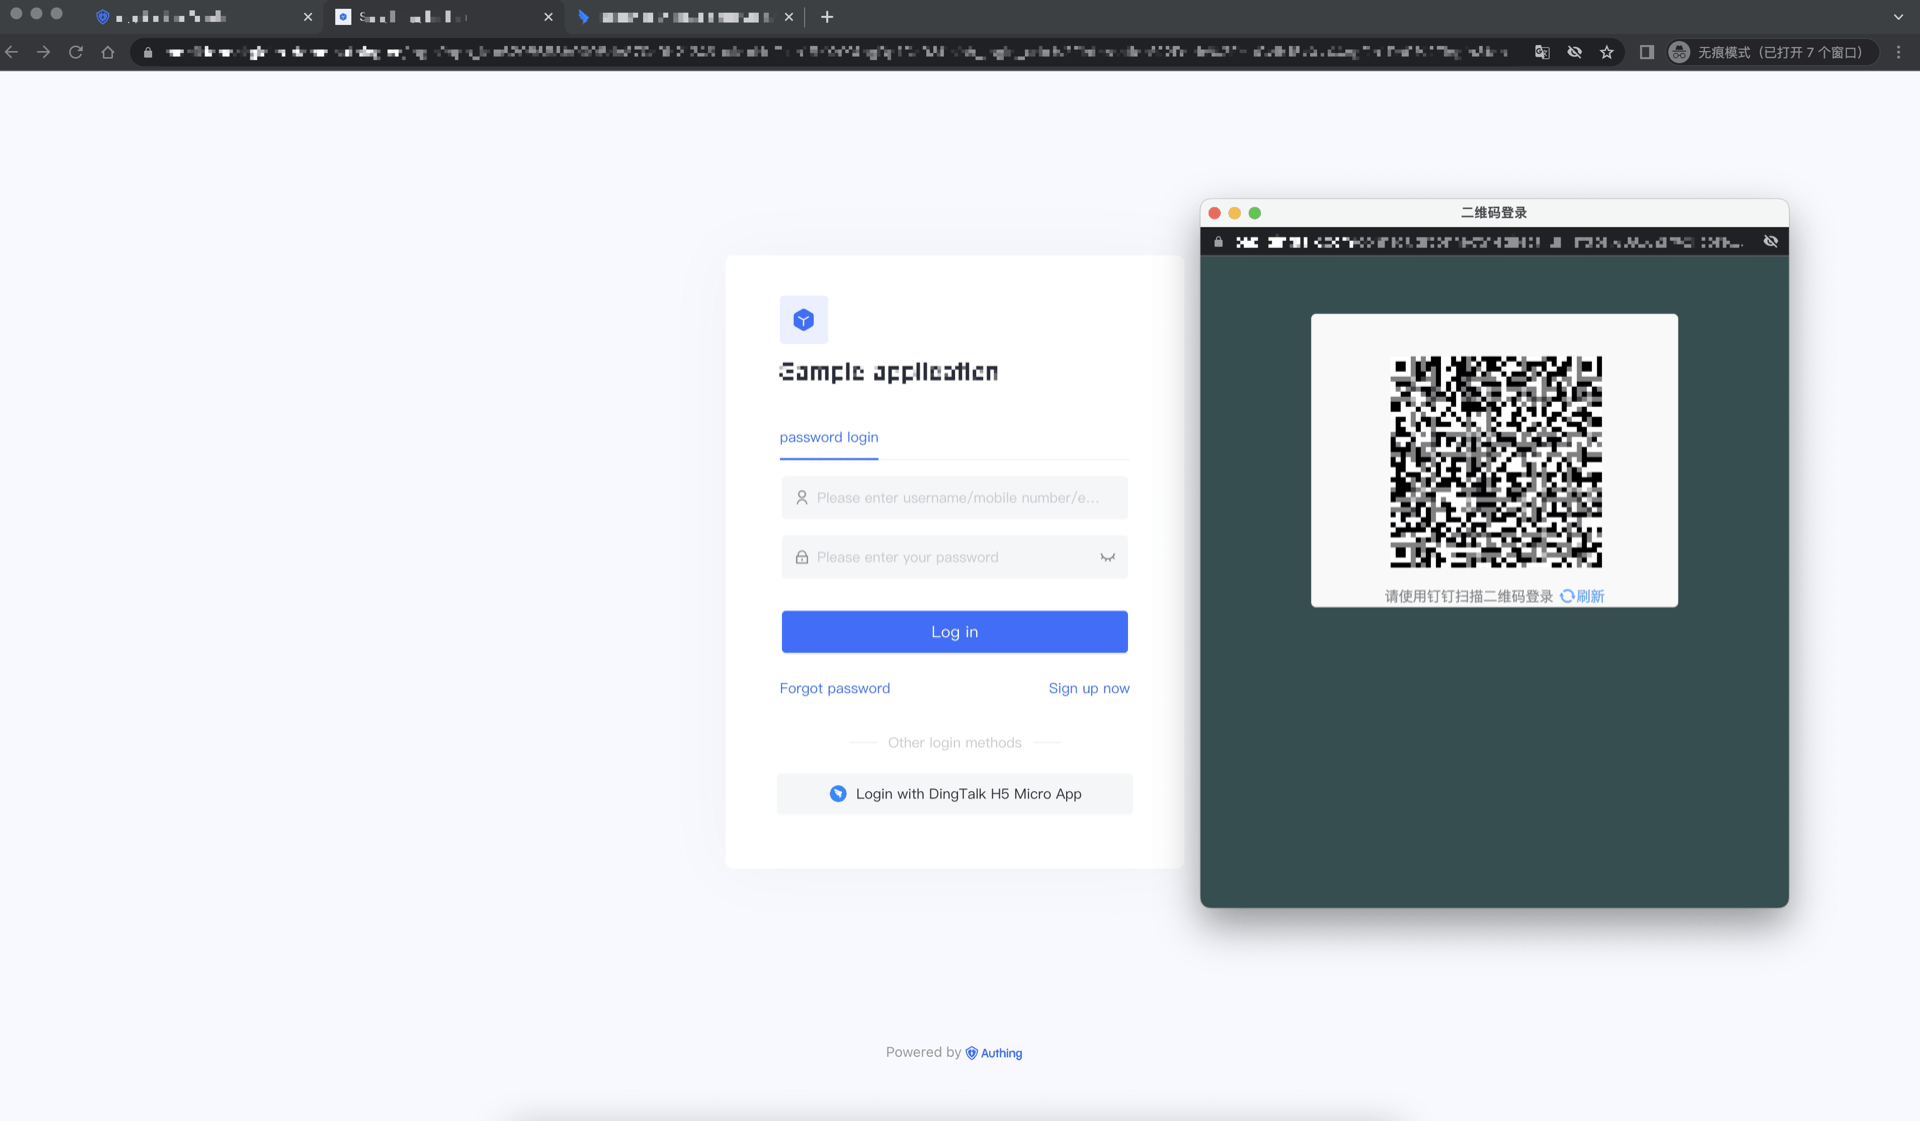 无痕模式（已打开 7 个窗口）
二维码登录
Sample application
password login
Please enter username/mobile number/e...
Please enter your password
Log in
Forgot password
Sign up now
Other login methods
Login with DingTalk H5 Micro App
请使用钉钉扫描二维码登录 刷新
Powered by Authing